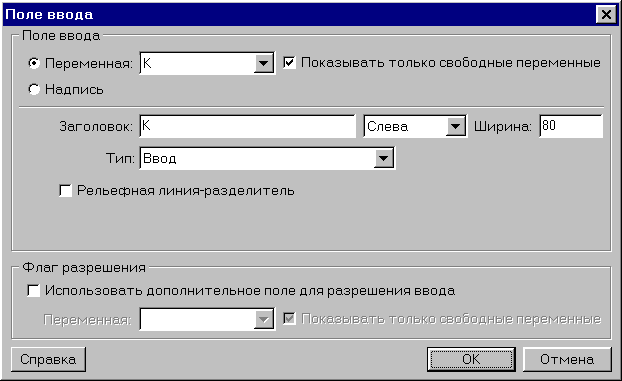 Поле ввода
Поле ввода
Переменная: K Показывать только свободные переменные
Надпись
Заголовок: K Слева Ширина: 80
Тип: Ввод
Рельефная линия-разделитель
Флаг разрешения
Использовать дополнительное поле для разрешения ввода
Переменная: Показывать только свободные переменные
Справка OK Отмена